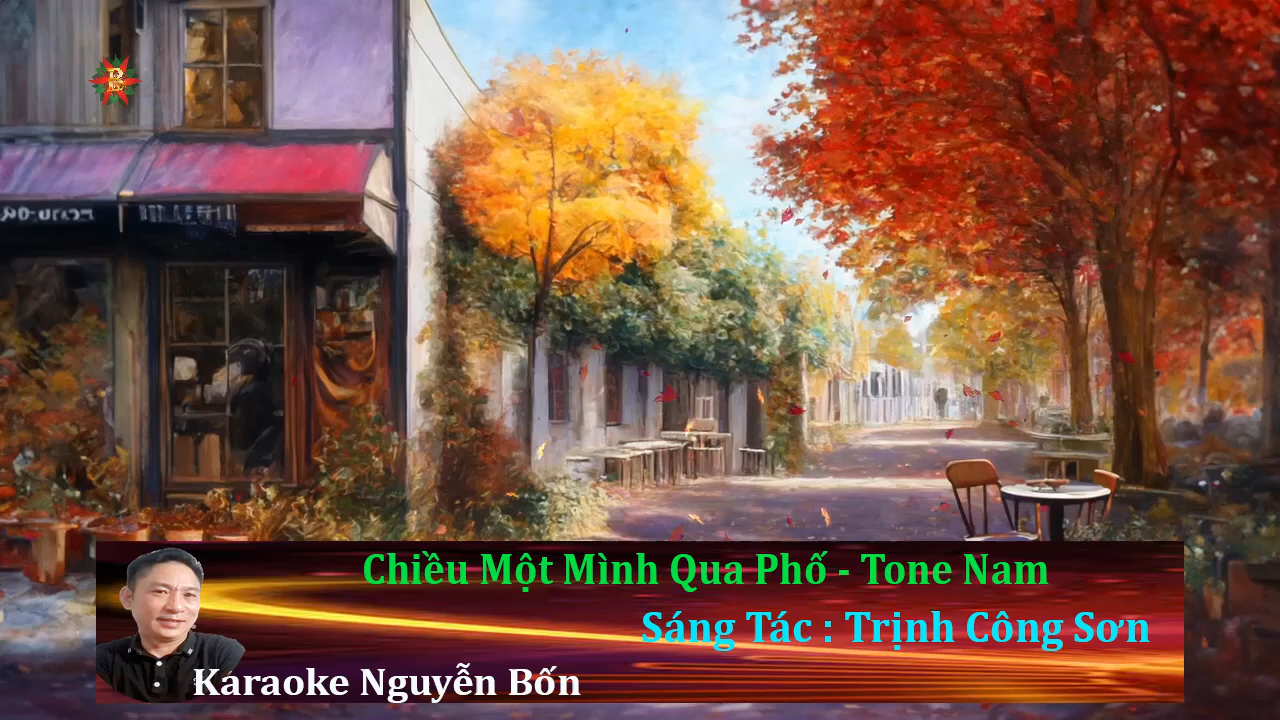 Chiều Một Mình Qua Phố - Tone Nam
Sáng Tác : Trịnh Công Sơn
Karaoke Nguyễn Bốn